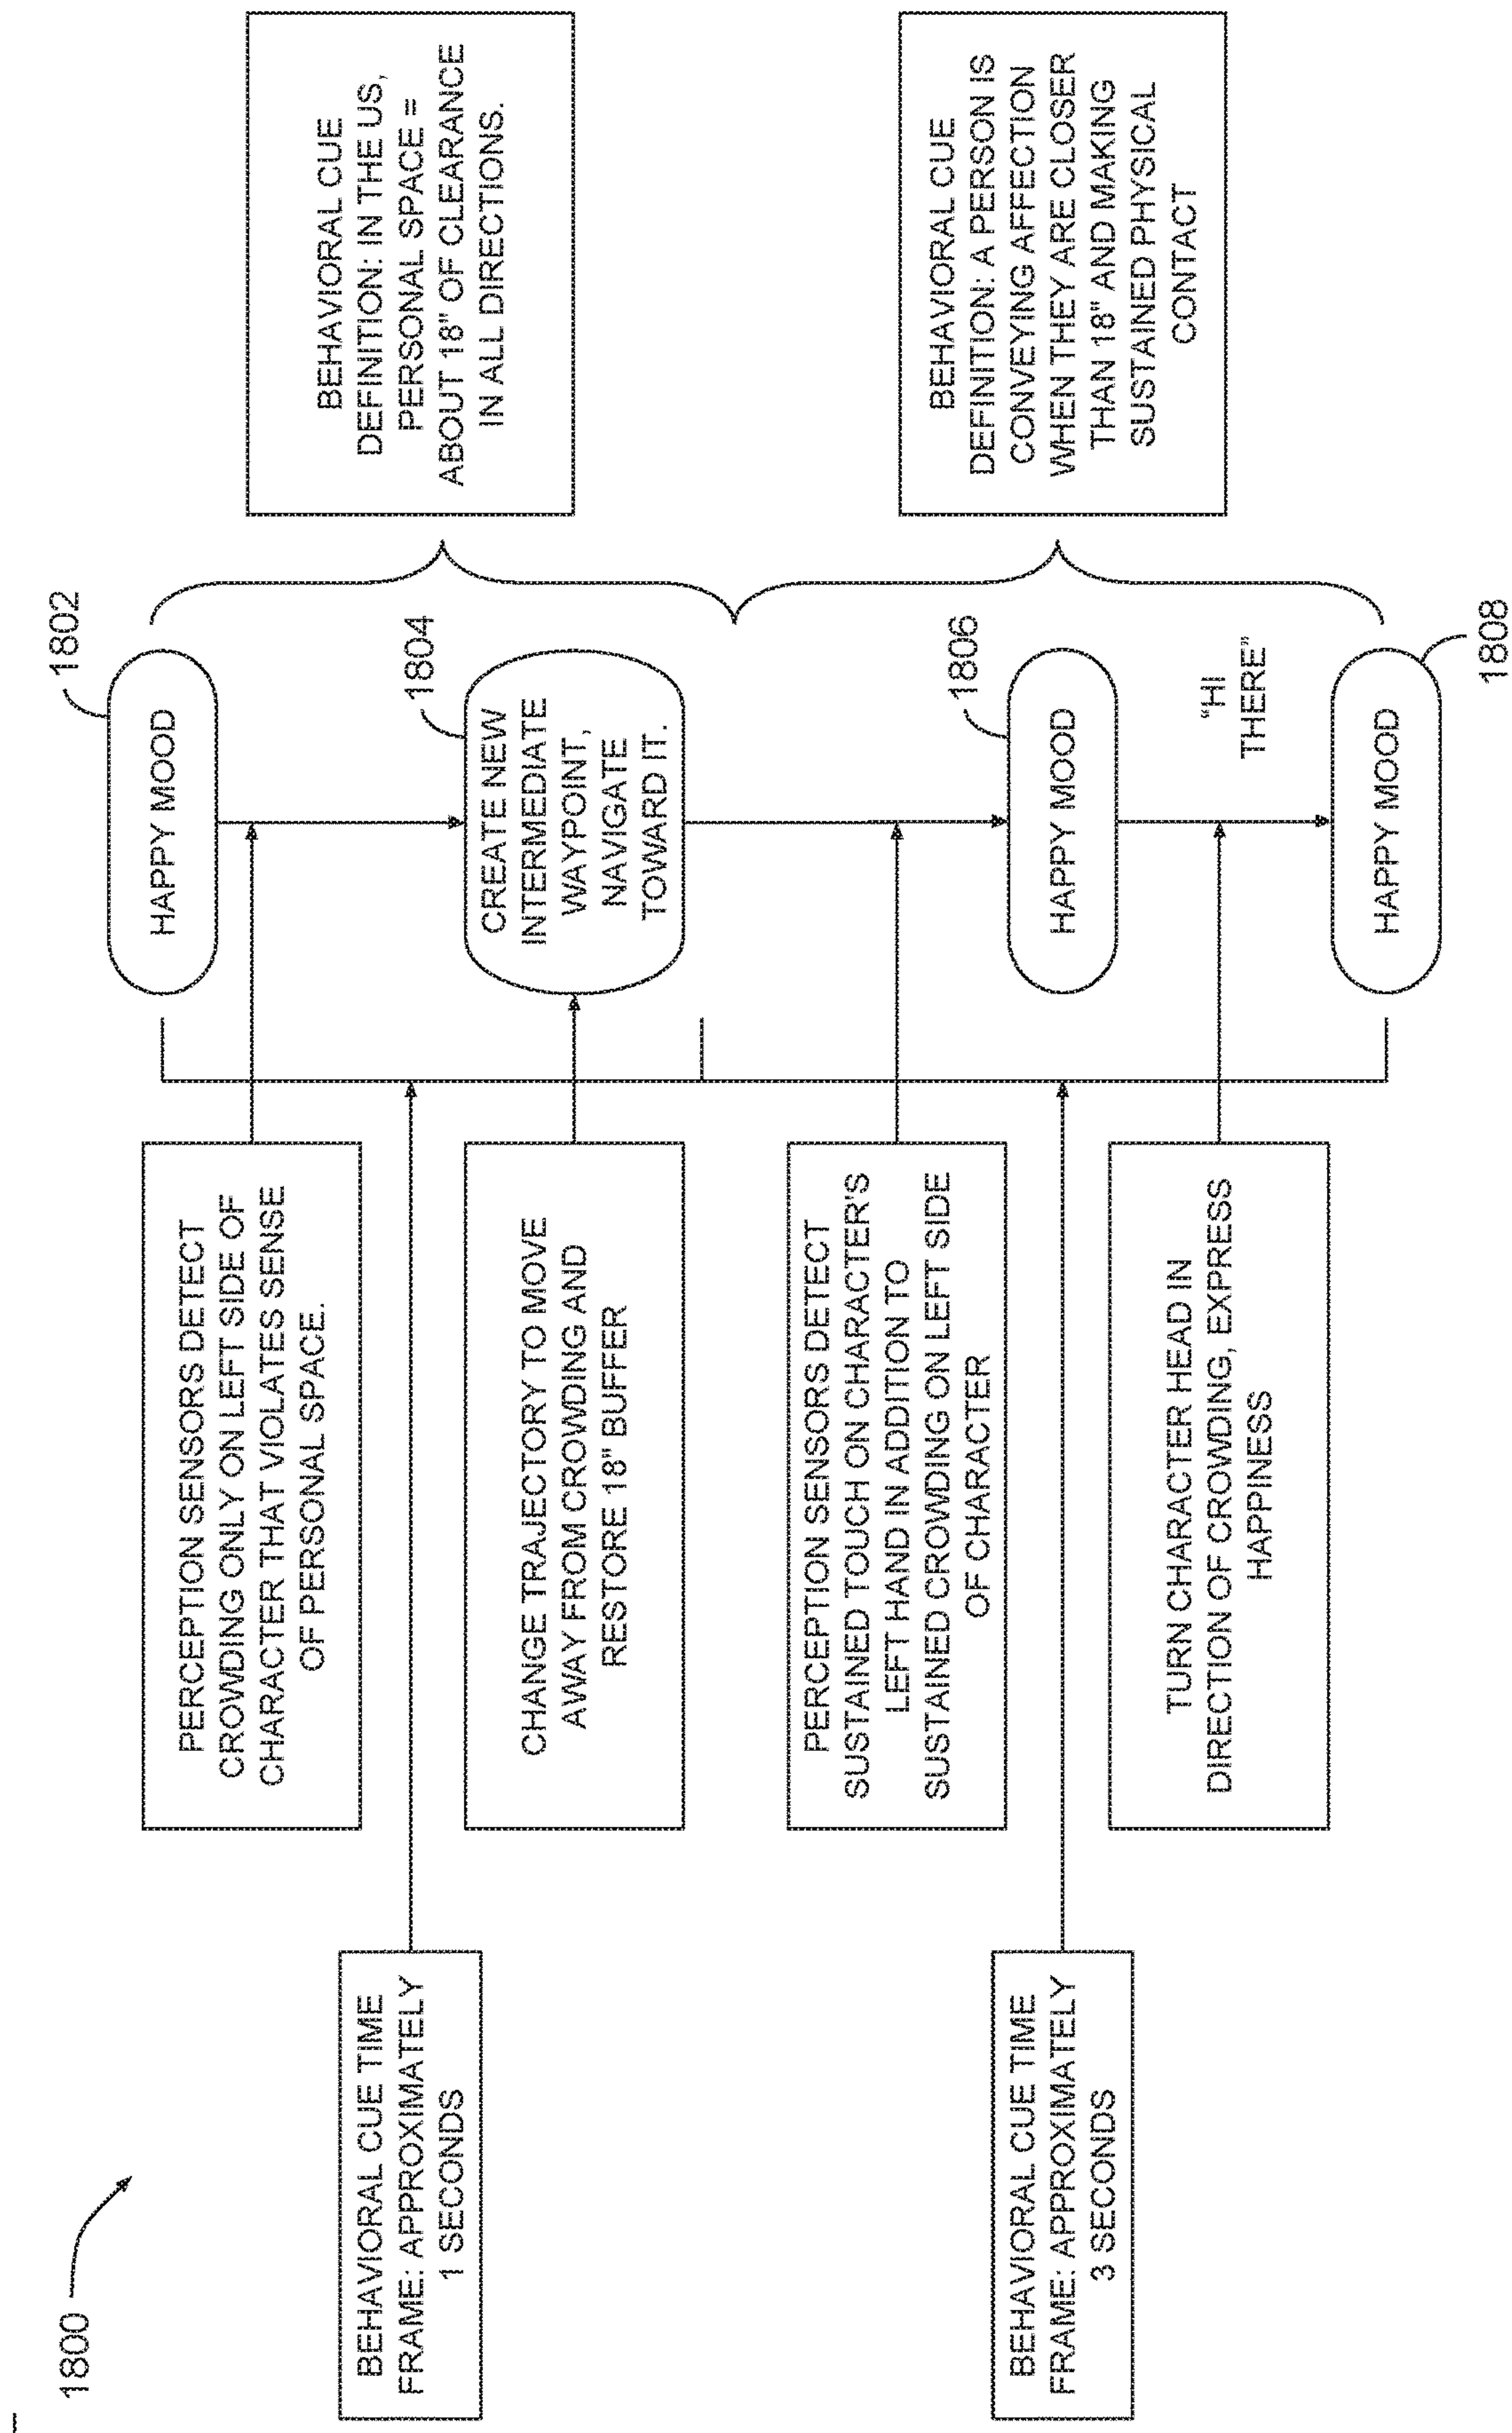 1800
BEHAVIORAL CUE TIME
FRAME: APPROXIMATELY
1 SECONDS
BEHAVIORAL CUE TIME
FRAME: APPROXIMATELY
3 SECONDS
PERCEPTION SENSORS DETECT
CROWDING ONLY ON LEFT SIDE OF
CHARACTER THAT VIOLATES SENSE
OF PERSONAL SPACE.
CHANGE TRAJECTORY TO MOVE
AWAY FROM CROWDING AND
RESTORE 18" BUFFER
PERCEPTION SENSORS DETECT
SUSTAINED TOUCH ON CHARACTER'S
LEFT HAND IN ADDITION TO
SUSTAINED CROWDING ON LEFT SIDE
OF CHARACTER
TURN CHARACTER HEAD IN
DIRECTION OF CROWDING, EXPRESS
HAPPINESS
1802
HAPPY MOOD
1804
CREATE NEW
INTERMEDIATE
WAYPOINT,
NAVIGATE
TOWARD IT.
1806
HAPPY MOOD
"HI
THERE"
HAPPY MOOD
1808
BEHAVIORAL CUE
DEFINITION: IN THE US,
PERSONAL SPACE =
ABOUT 18" OF CLEARANCE
IN ALL DIRECTIONS.
BEHAVIORAL CUE
DEFINITION: A PERSON IS
CONVEYING AFFECTION
WHEN THEY ARE CLOSER
THAN 18" AND MAKING
SUSTAINED PHYSICAL
CONTACT